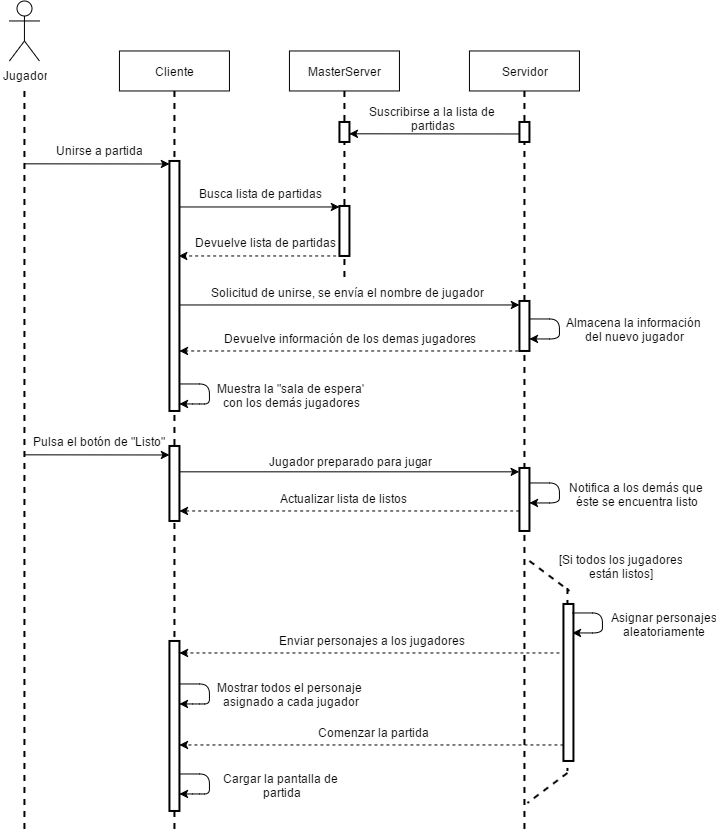 Jugador
Cliente
MasterServer
Servidor
Suscribirse a la lista de
partidas
Unirse a partida
Busca lista de partidas
Devuelve lista de partidas
Solicitud de unirse, se envía el nombre de jugador
Almacena la información
del nuevo jugador
Devuelve información de los demas jugadores
Muestra la "sala de espera'
con los demás jugadores
Pulsa el botón de "Listo"
Jugador preparado para jugar
Notifica a los demás que
éste se encuentra listo
Actualizar lista de listos
[Si todos los jugadores
están listos]
Asignar personajes
aleatoriamente
Enviar personajes a los jugadores
Mostrar todos el personaje
asignado a cada jugador
Comenzar la partida
Cargar la pantalla de
partida